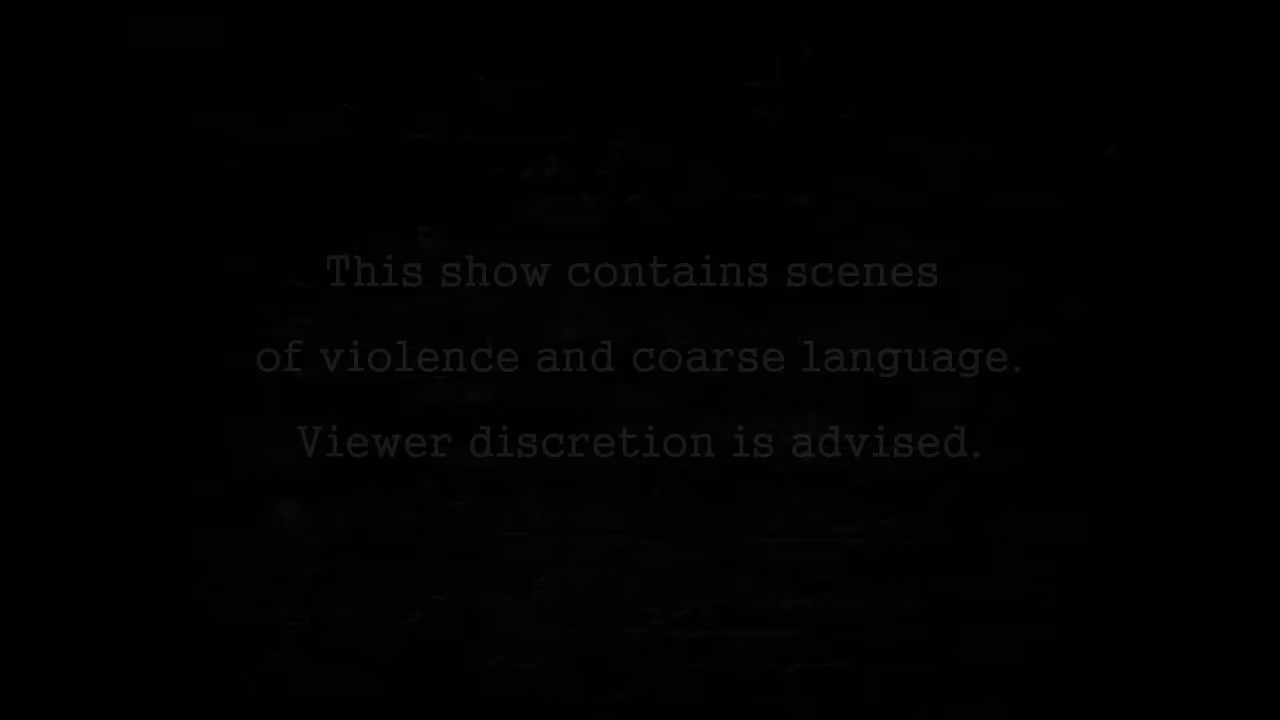 This show contains scenes
of violence and coarse language.
Viewer discretion is advised.